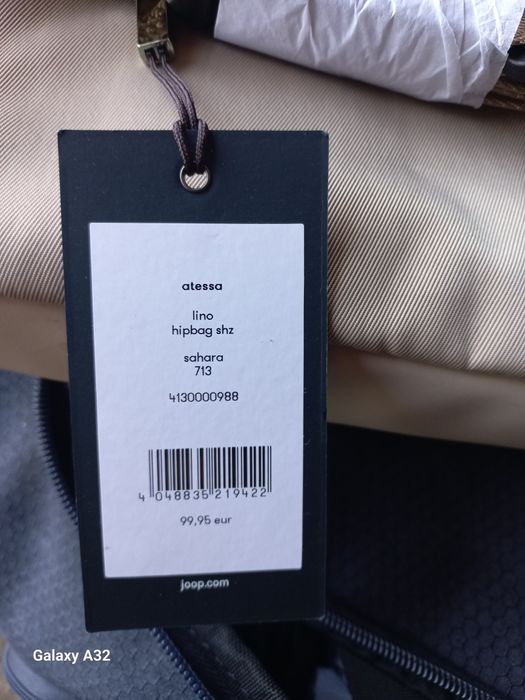 atessa
lino
hipbag shz
sahara
713
4130000988
4 048835 219422
99,95 eur
joop.com
Galaxy A32